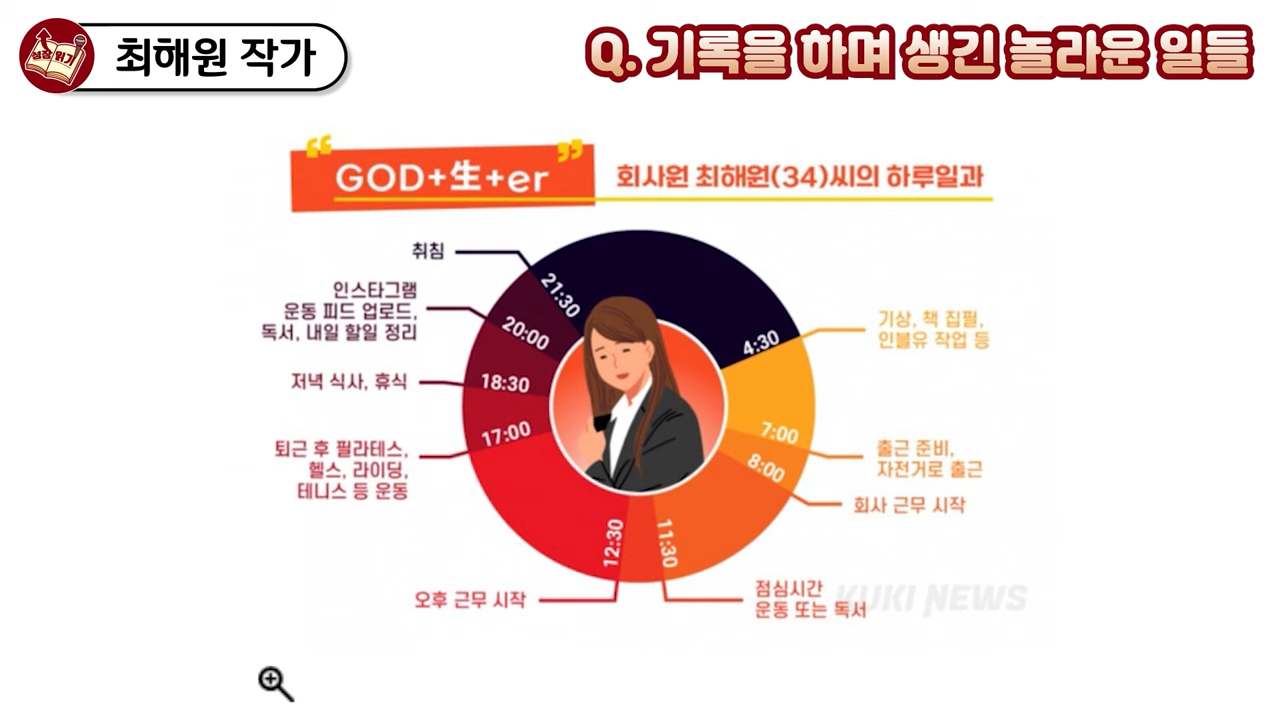 성장 읽기
최해원 작가
Q. 기록을 하며 생긴 놀라운 일들
“GOD+生+er”
회사원 최해원(34)씨의 하루일과
취침
21:30
인스타그램
운동 피드 업로드,
독서, 내일 할일 정리
20:00
저녁 식사, 휴식
18:30
퇴근 후 필라테스,
헬스, 라이딩,
테니스 등 운동
17:00
4:30
기상, 책 집필,
인블유 작업 등
7:00
출근 준비,
자전거로 출근
8:00
회사 근무 시작
12:30
오후 근무 시작
11:30
점심시간
운동 또는 독서
KUKI NEWS